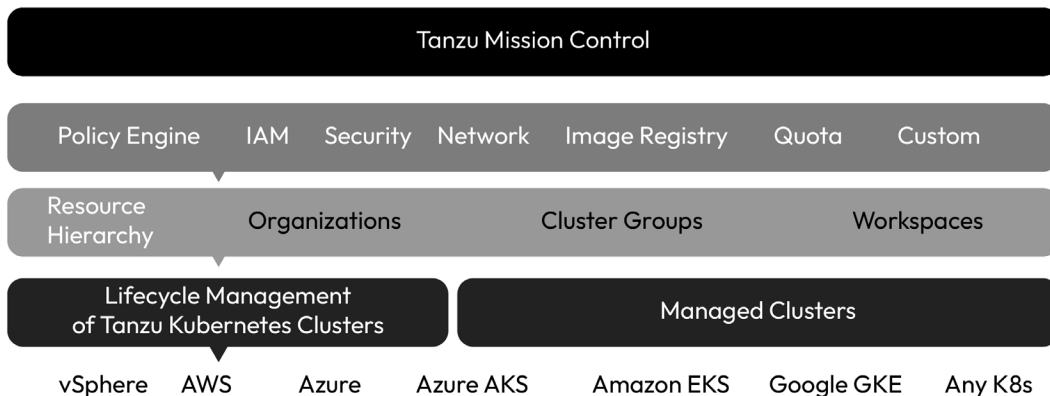 Tanzu Mission Control
Policy Engine IAM Security Network Image Registry Quota Custom
Resource
Hierarchy
Organizations Cluster Groups Workspaces
Lifecycle Management
of Tanzu Kubernetes Clusters
Managed Clusters
vSphere AWS Azure Azure AKS Amazon EKS Google GKE Any K8s